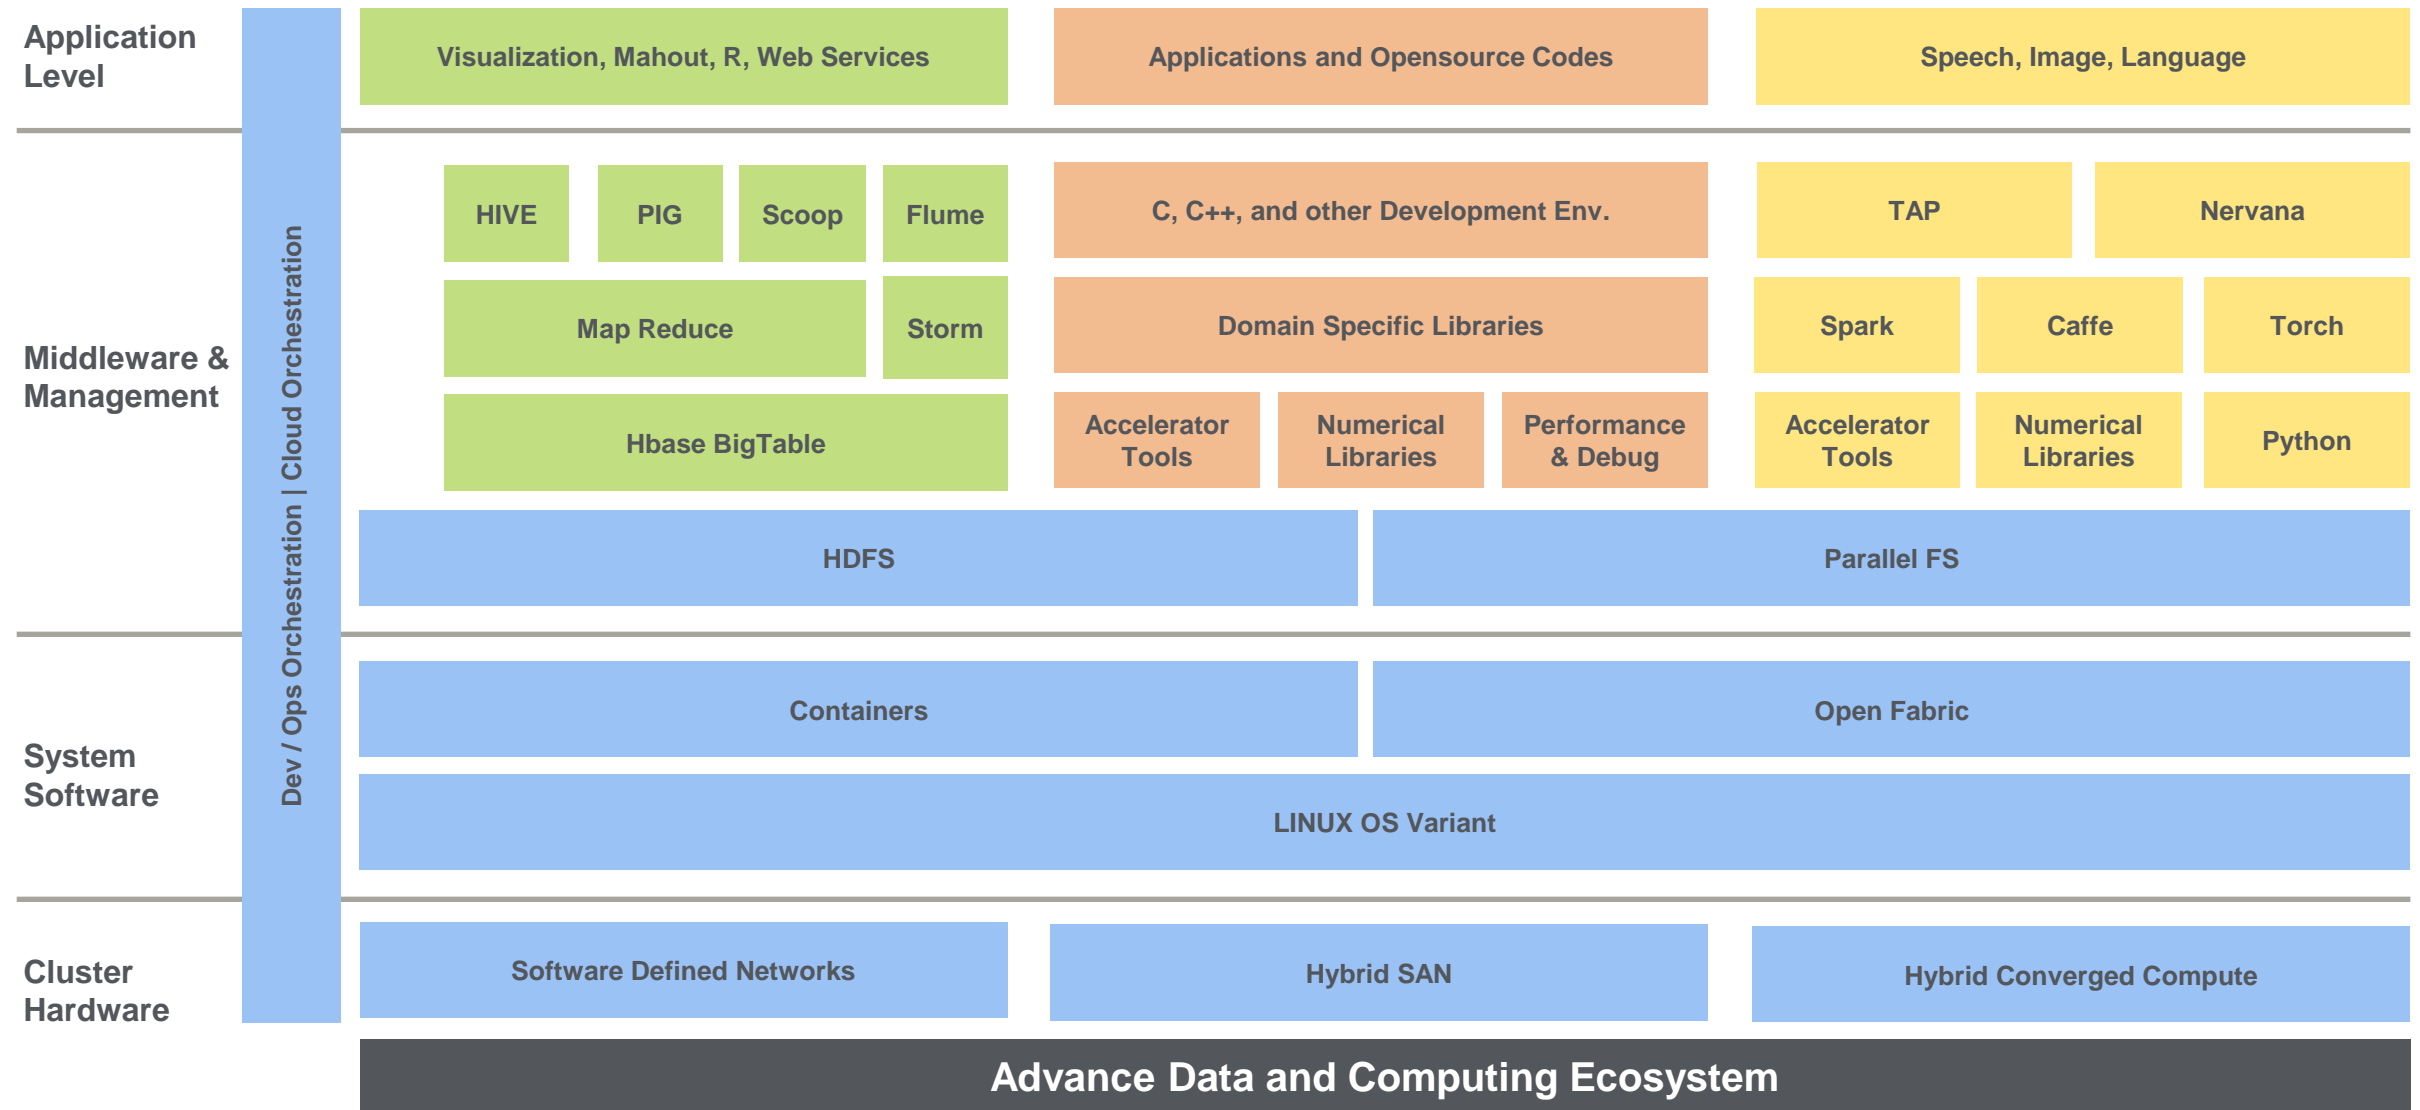 Application
Level
Dev / Ops Orchestration | Cloud Orchestration
Visualization, Mahout, R, Web Services
Applications and Opensource Codes
Speech, Image, Language
Middleware &
Management
HIVE
PIG
Scoop
Flume
C, C++, and other Development Env.
TAP
Nervana
Map Reduce
Storm
Domain Specific Libraries
Spark
Caffe
Torch
Hbase BigTable
Accelerator
Tools
Numerical
Libraries
Performance
& Debug
Accelerator
Tools
Numerical
Libraries
Python
HDFS
Parallel FS
System
Software
Containers
Open Fabric
LINUX OS Variant
Cluster
Hardware
Software Defined Networks
Hybrid SAN
Hybrid Converged Compute
Advance Data and Computing Ecosystem